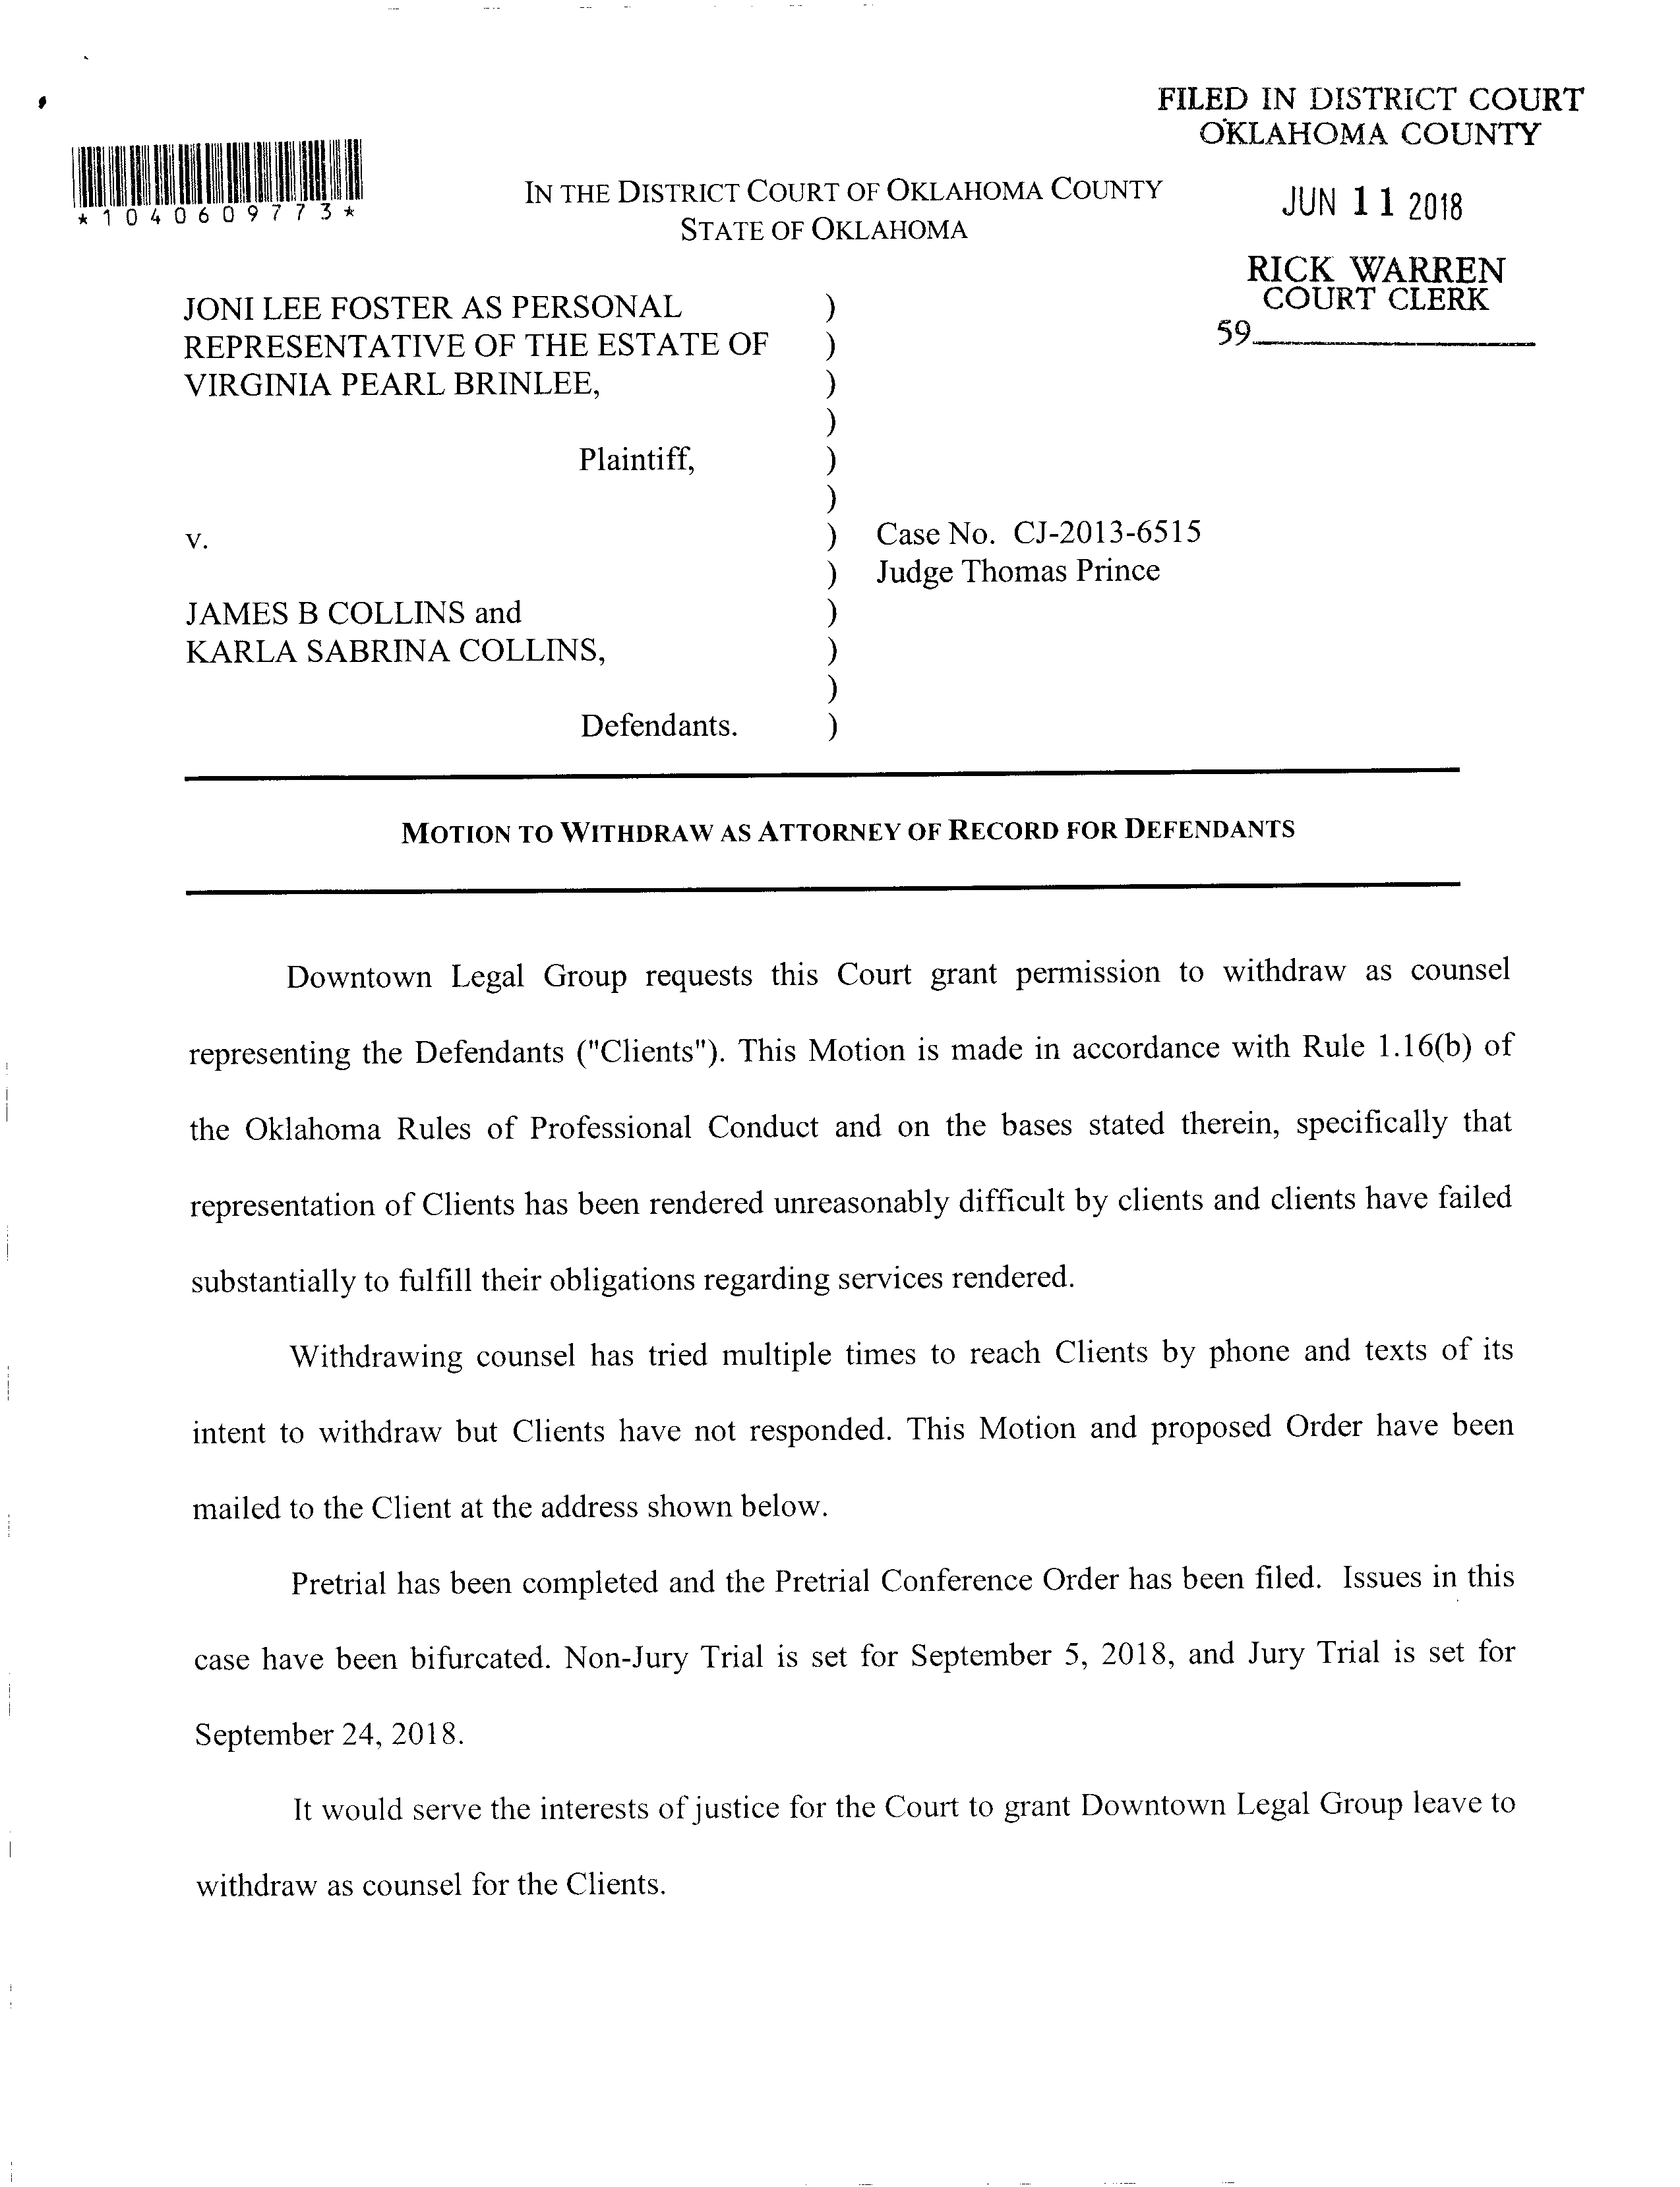 FILED IN DISTRICT COURT
OKLAHOMA COUNTY
JUN 11 2018
RICK WARREN
COURT CLERK
59
*1040609773*
IN THE DISTRICT COURT OF OKLAHOMA COUNTY
STATE OF OKLAHOMA
JONI LEE FOSTER AS PERSONAL )
REPRESENTATIVE OF THE ESTATE OF )
VIRGINIA PEARL BRINLEE, )
)
Plaintiff, )
)
v. ) Case No. CJ-2013-6515
) Judge Thomas Prince
JAMES B COLLINS and )
KARLA SABRINA COLLINS, )
)
Defendants. )
MOTION TO WITHDRAW AS ATTORNEY OF RECORD FOR DEFENDANTS
Downtown Legal Group requests this Court grant permission to withdraw as counsel
representing the Defendants ("Clients"). This Motion is made in accordance with Rule 1.16(b) of
the Oklahoma Rules of Professional Conduct and on the bases stated therein, specifically that
representation of Clients has been rendered unreasonably difficult by clients and clients have failed
substantially to fulfill their obligations regarding services rendered.
Withdrawing counsel has tried multiple times to reach Clients by phone and texts of its
intent to withdraw but Clients have not responded. This Motion and proposed Order have been
mailed to the Client at the address shown below.
Pretrial has been completed and the Pretrial Conference Order has been filed. Issues in this
case have been bifurcated. Non-Jury Trial is set for September 5, 2018, and Jury Trial is set for
September 24, 2018.
It would serve the interests of justice for the Court to grant Downtown Legal Group leave to
withdraw as counsel for the Clients.